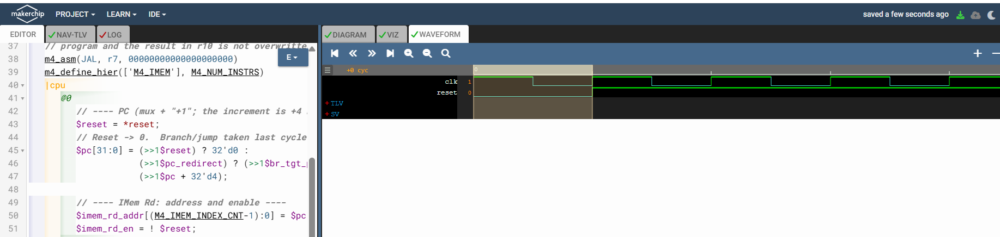 makerchip PROJECT LEARN IDE saved a few seconds ago
EDITOR NAV-TLV LOG DIAGRAM VIZ WAVEFORM
37 // program and the result in r10 is not overwritte
38 m4_asm(JAL, r7, 00000000000000000000)
E
39 m4_define_hier(['M4_IMEM'], M4_NUM_INSTRS)
40 |cpu
41 @0
42 // ---- PC (mux + "+1"; the increment is +4
43 $reset = *reset;
44 // Reset -> 0.  Branch/jump taken last cycle
45 $pc[31:0] = (>>1$reset) ? 32'd0 :
46 (>>1$pc_redirect) ? (>>1$br_tgt_
47 (>>1$pc + 32'd4);
48
49 // ---- IMem Rd: address and enable ----
50 $imem_rd_addr[(M4_IMEM_INDEX_CNT-1):0] = $pc
51 $imem_rd_en = ! $reset;
+0 cyc 0
clk 1
reset 0
+ TLV
+ SV